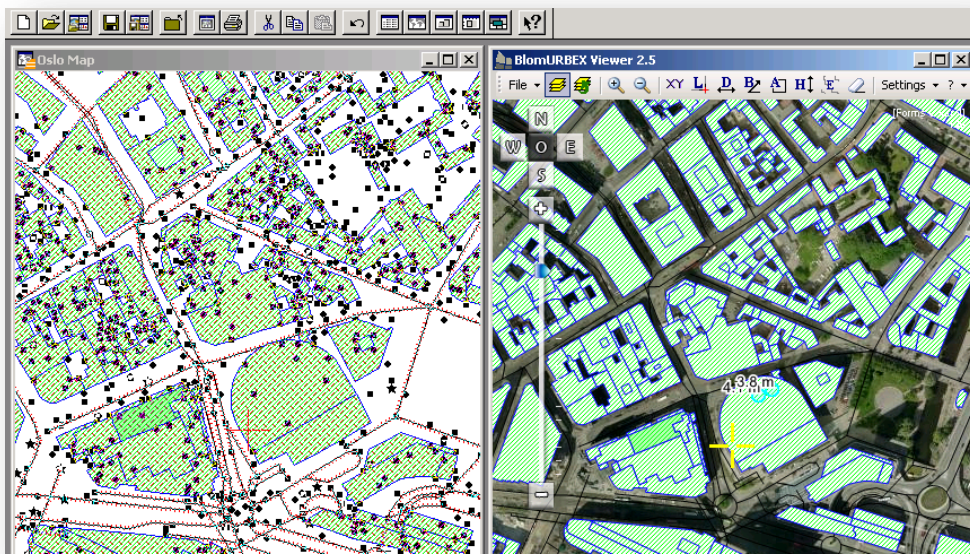 Oslo Map
BlomURBEX Viewer 2.5
File
XY L D B A H E Settings ?
N
W O E
S
3.8 m